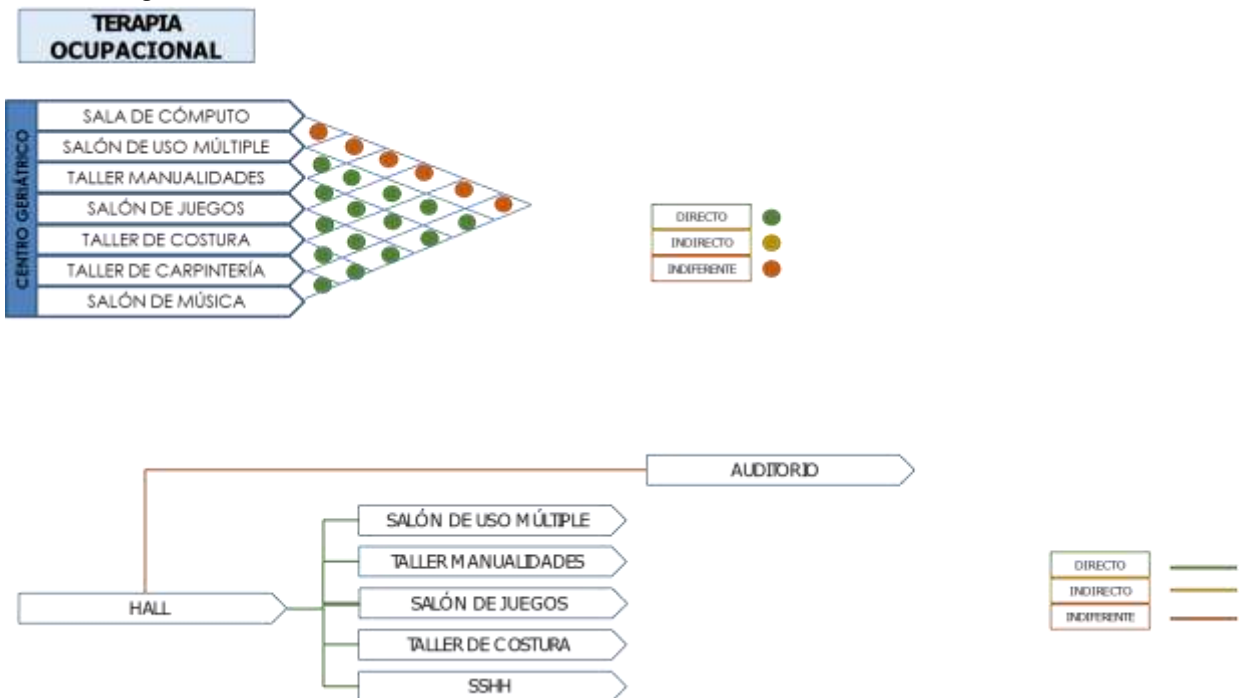 TERAPIA
OCUPACIONAL
CENTRO GERIÁTRICO
SALA DE CÓMPUTO
SALÓN DE USO MÚLTIPLE
TALLER MANUALIDADES
SALÓN DE JUEGOS
TALLER DE COSTURA
TALLER DE CARPINTERÍA
SALÓN DE MÚSICA
DIRECTO
INDIRECTO
INDIFERENTE
AUDITORIO
SALÓN DE USO MÚLTIPLE
TALLER MANUALIDADES
HALL
SALÓN DE JUEGOS
TALLER DE COSTURA
SSHH
DIRECTO
INDIRECTO
INDIFERENTE